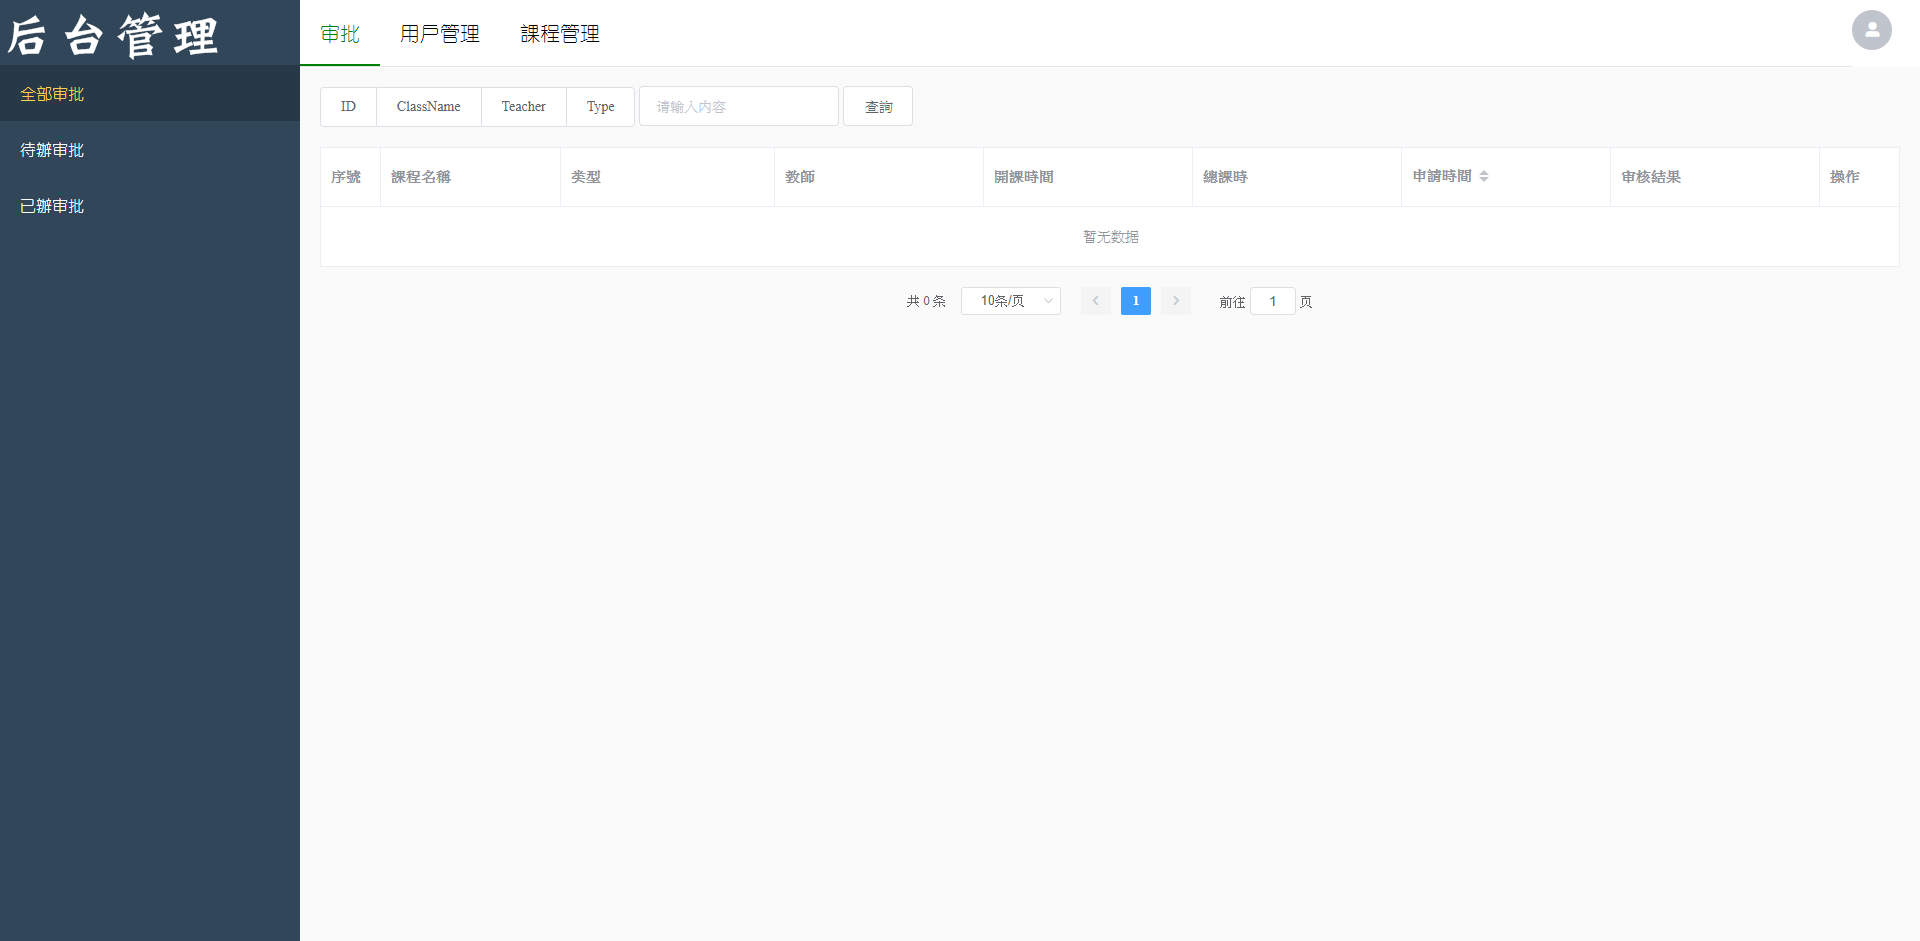 后台管理
审批 用戶管理 課程管理
全部审批
待辦审批
已辦审批
ID ClassName Teacher Type 请输入内容 查詢
序號 課程名稱 类型 教師 開課時間 總課時 申請時間 审核結果 操作
暂无数据
共 0 条 10条/页 1 前往 1 页